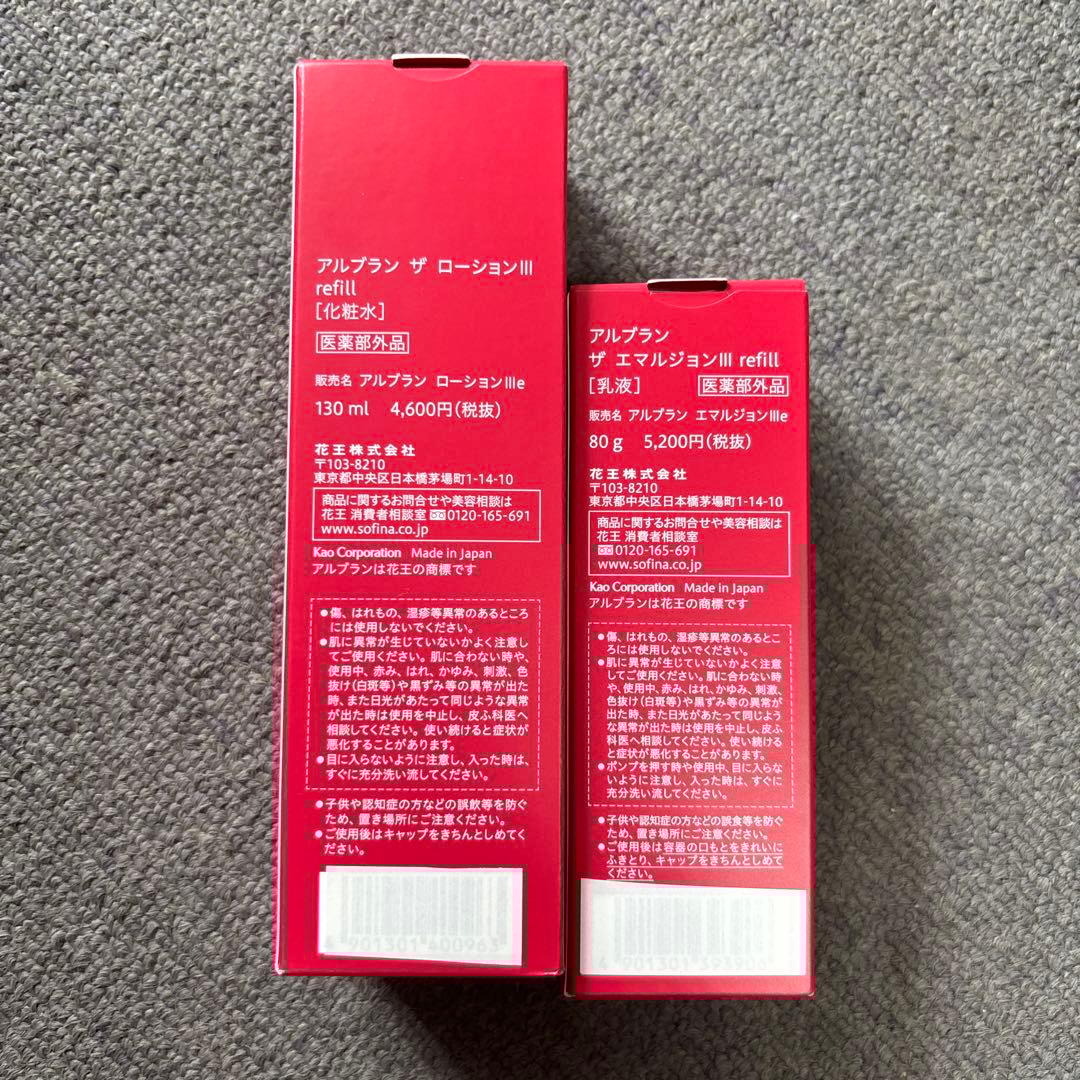 アルブラン ザ ローションⅢ
refill
[化粧水]
医薬部外品
販売名 アルブラン ローションⅢe
130 ml 4,600円(税抜)
花王株式会社
〒103-8210
東京都中央区日本橋茅場町1-14-10
商品に関するお問合せや美容相談は
花王 消費者相談室 0120-165-691
www.sofina.co.jp
Kao Corporation Made in Japan
アルブランは花王の商標です
●傷、はれもの、湿疹等異常のあるところ
には使用しないでください。
●肌に異常が生じていないかよく注意し
てご使用ください。肌に合わない時や、
使用中、赤み、はれ、かゆみ、刺激、色
抜け(白斑等)や黒ずみ等の異常が出た
時、また日光があたって同じような異常
が出た時は使用を中止し、皮ふ科医へ
相談してください。使い続けると症状が
悪化することがあります。
●目に入らないように注意し、入った時は、
すぐに充分洗い流してください。
●子供や認知症の方などの誤飲等を防ぐ
ため、置き場所にご注意ください。
●ご使用後はキャップをきちんとしめてく
ださい。
4 901301 400963
アルブラン
ザ エマルジョンⅢ refill
[乳液] 医薬部外品
販売名 アルブラン エマルジョンⅢe
80 g 5,200円(税抜)
花王株式会社
〒103-8210
東京都中央区日本橋茅場町1-14-10
商品に関するお問合せや美容相談は
花王 消費者相談室
0120-165-691
www.sofina.co.jp
Kao Corporation Made in Japan
アルブランは花王の商標です
●傷、はれもの、湿疹等異常のあるとこ
ろには使用しないでください。
●肌に異常が生じていないかよく注意
してご使用ください。肌に合わない時
や、使用中、赤み、はれ、かゆみ、刺激、
色抜け(白斑等)や黒ずみ等の異常が
出た時、また日光があたって同じよう
な異常が出た時は使用を中止し、皮ふ
科医へ相談してください。使い続ける
と症状が悪化することがあります。
●ポンプを押す時や使用中、目に入らな
いように注意し、入った時は、すぐに
充分洗い流してください。
●子供や認知症の方などの誤食等を防ぐ
ため、置き場所にご注意ください。
●ご使用後は容器の口もとをきれいに
ふきとり、キャップをきちんとしめて
ください。
4 901301 393906